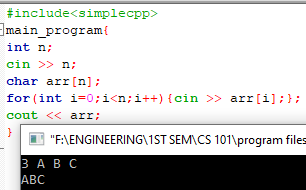 #include<simplecpp>
main_program{
int n;
cin >> n;
char arr[n];
for(int i=0;i<n;i++){cin >> arr[i];};
cout << arr;
}
"F:\ENGINEERING\1ST SEM\CS 101\program files
3 A B C
ABC